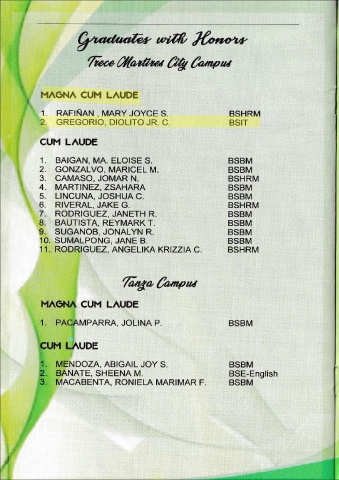 Graduates with Honors
Trece Martires City Campus
MAGNA CUM LAUDE
1. RAFIÑAN , MARY JOYCE S. BSHRM
2. GREGORIO, DIOLITO JR. C. BSIT
CUM LAUDE
1. BAIGAN, MA. ELOISE S. BSBM
2. GONZALVO, MARICEL M. BSBM
3. CAMASO, JOMAR N. BSHRM
4. MARTINEZ, ZSAHARA BSBM
5. LINCUNA, JOSHUA C. BSBM
6. RIVERAL, JAKE G. BSHRM
7. RODRIGUEZ, JANETH R. BSBM
8. BAUTISTA, REYMARK T. BSBM
9. SUGANOB, JONALYN R. BSBM
10. SUMALPONG, JANE B. BSBM
11. RODRIGUEZ, ANGELIKA KRIZZIA C. BSHRM
Tanza Campus
MAGNA CUM LAUDE
1. PACAMPARRA, JOLINA P. BSBM
CUM LAUDE
1. MENDOZA, ABIGAIL JOY S. BSBM
2. BANATE, SHEENA M. BSE-English
3. MACABENTA, RONIELA MARIMAR F. BSBM